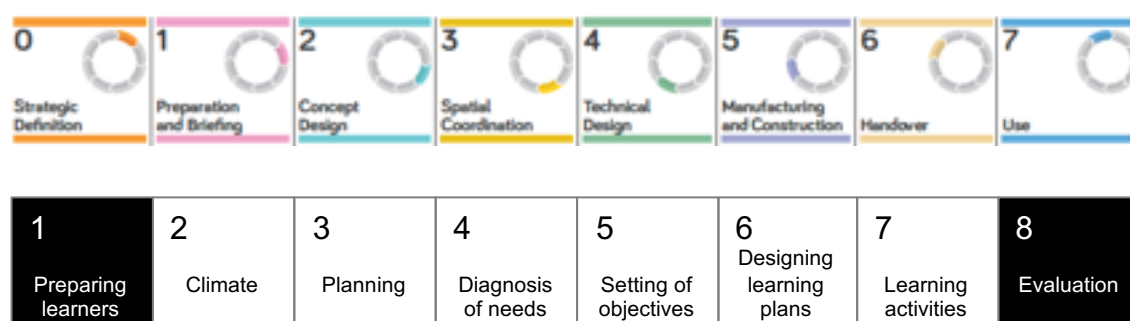 0 1 2 3 4 5 6 7
Strategic Definition
Preparation and Briefing
Concept Design
Spatial Coordination
Technical Design
Manufacturing and Construction
Handover
Use
1 2 3 4 5 6 7 8
Preparing learners
Climate
Planning
Diagnosis of needs
Setting of objectives
Designing learning plans
Learning activities
Evaluation